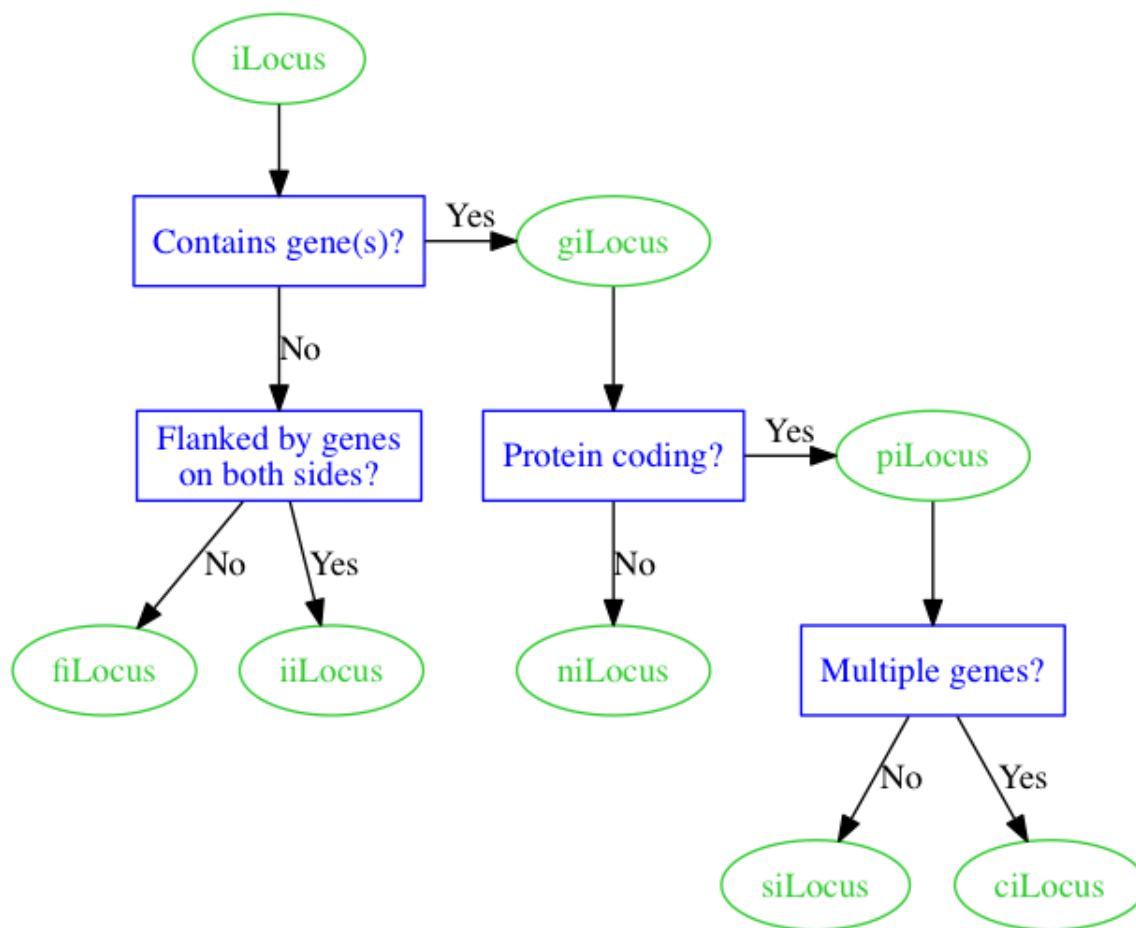 iLocus
Contains gene(s)?
Yes
giLocus
No
Flanked by genes
on both sides?
Protein coding?
Yes
piLocus
No
Yes
No
fiLocus
iiLocus
niLocus
Multiple genes?
No
Yes
siLocus
ciLocus